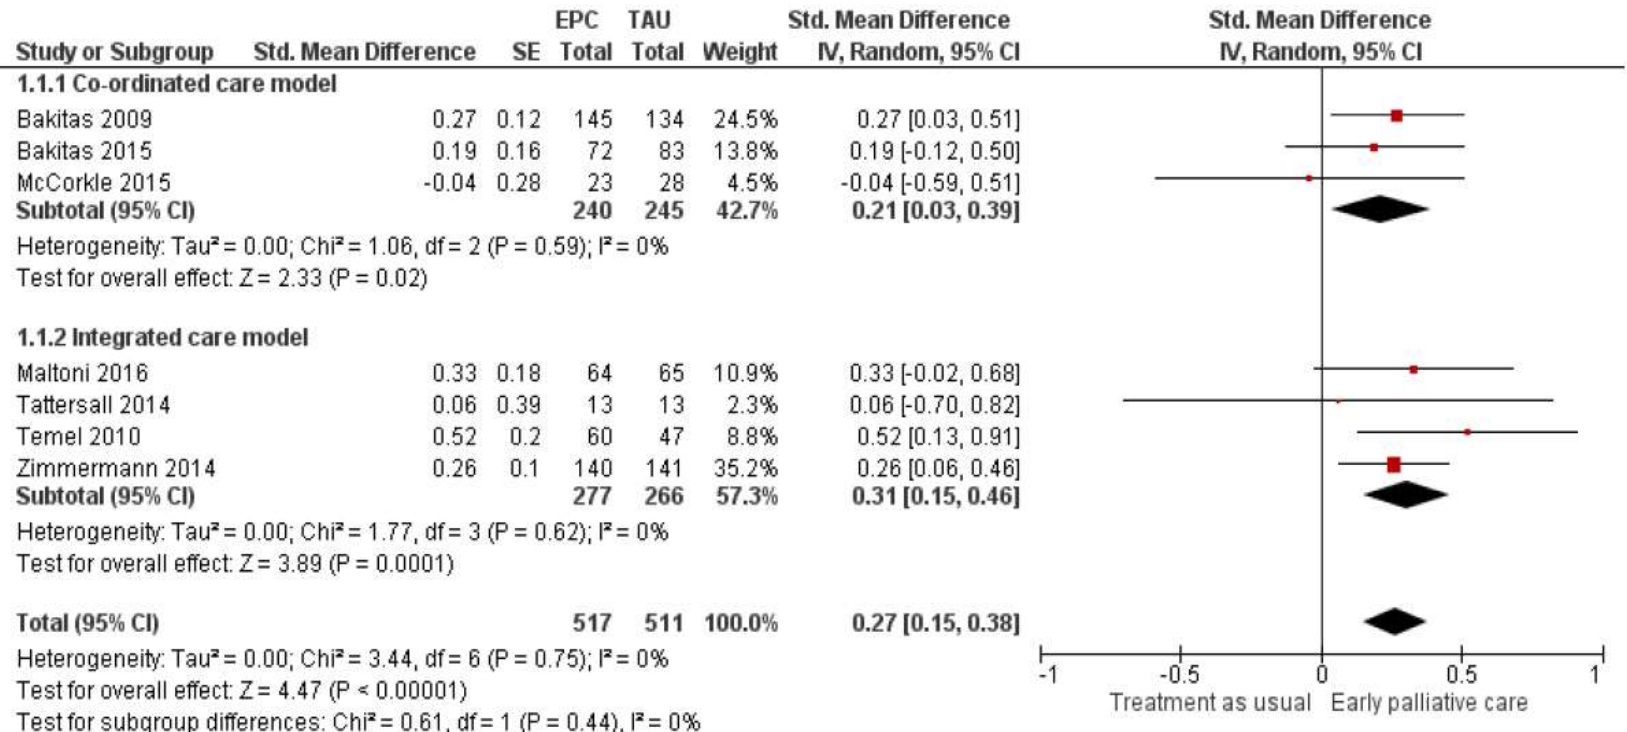 EPC TAU Std. Mean Difference Std. Mean Difference
Study or Subgroup Std. Mean Difference SE Total Total Weight IV, Random, 95% CI IV, Random, 95% CI
1.1.1 Co-ordinated care model
Bakitas 2009 0.27 0.12 145 134 24.5% 0.27 [0.03, 0.51]
Bakitas 2015 0.19 0.16 72 83 13.8% 0.19 [-0.12, 0.50]
McCorkle 2015 -0.04 0.28 23 28 4.5% -0.04 [-0.59, 0.51]
Subtotal (95% CI) 240 245 42.7% 0.21 [0.03, 0.39]
Heterogeneity: Tau² = 0.00; Chi² = 1.06, df = 2 (P = 0.59); I² = 0%
Test for overall effect: Z = 2.33 (P = 0.02)
1.1.2 Integrated care model
Maltoni 2016 0.33 0.18 64 65 10.9% 0.33 [-0.02, 0.68]
Tattersall 2014 0.06 0.39 13 13 2.3% 0.06 [-0.70, 0.82]
Temel 2010 0.52 0.2 60 47 8.8% 0.52 [0.13, 0.91]
Zimmermann 2014 0.26 0.1 140 141 35.2% 0.26 [0.06, 0.46]
Subtotal (95% CI) 277 266 57.3% 0.31 [0.15, 0.46]
Heterogeneity: Tau² = 0.00; Chi² = 1.77, df = 3 (P = 0.62); I² = 0%
Test for overall effect: Z = 3.89 (P = 0.0001)
Total (95% CI) 517 511 100.0% 0.27 [0.15, 0.38]
Heterogeneity: Tau² = 0.00; Chi² = 3.44, df = 6 (P = 0.75); I² = 0%
Test for overall effect: Z = 4.47 (P < 0.00001)
Test for subgroup differences: Chi² = 0.61, df = 1 (P = 0.44), I² = 0%
-1 -0.5 0 0.5 1
Treatment as usual Early palliative care